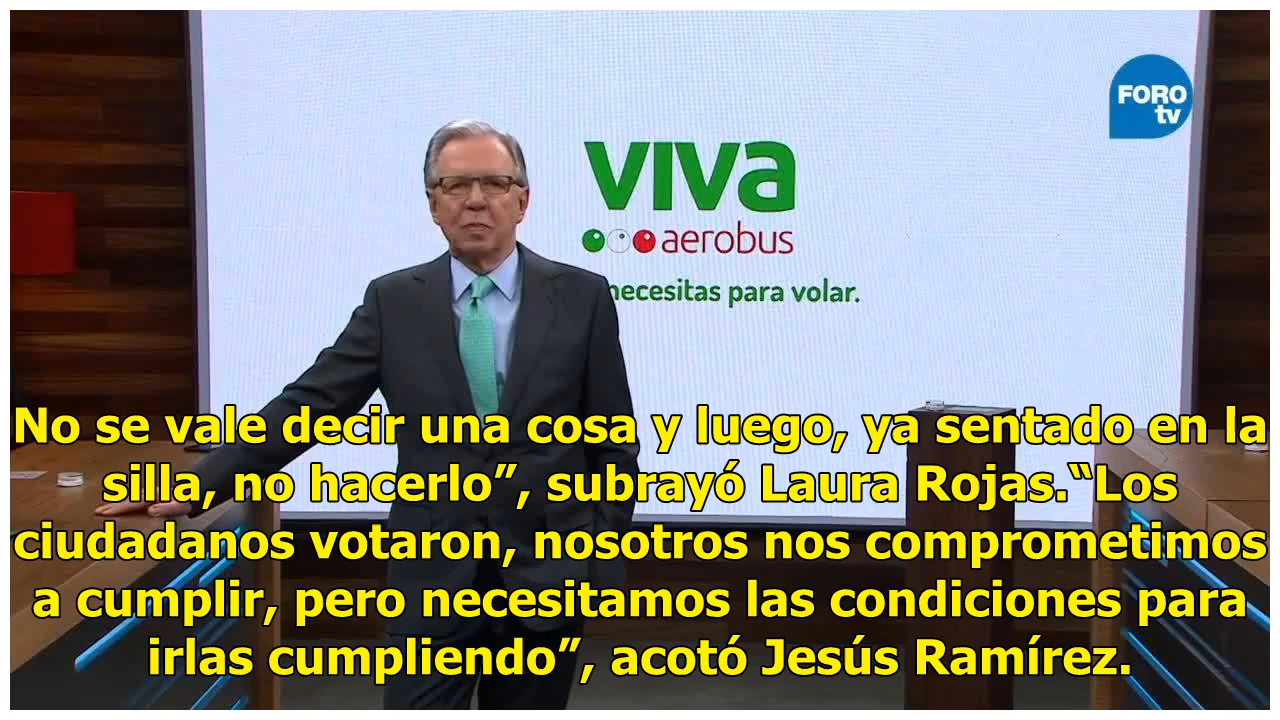 FORO
tv
viva
aerobus
necesitas para volar.
No se vale decir una cosa y luego, ya sentado en la
silla, no hacerlo”, subrayó Laura Rojas.“Los
ciudadanos votaron, nosotros nos comprometimos
a cumplir, pero necesitamos las condiciones para
irlas cumpliendo”, acotó Jesús Ramírez.